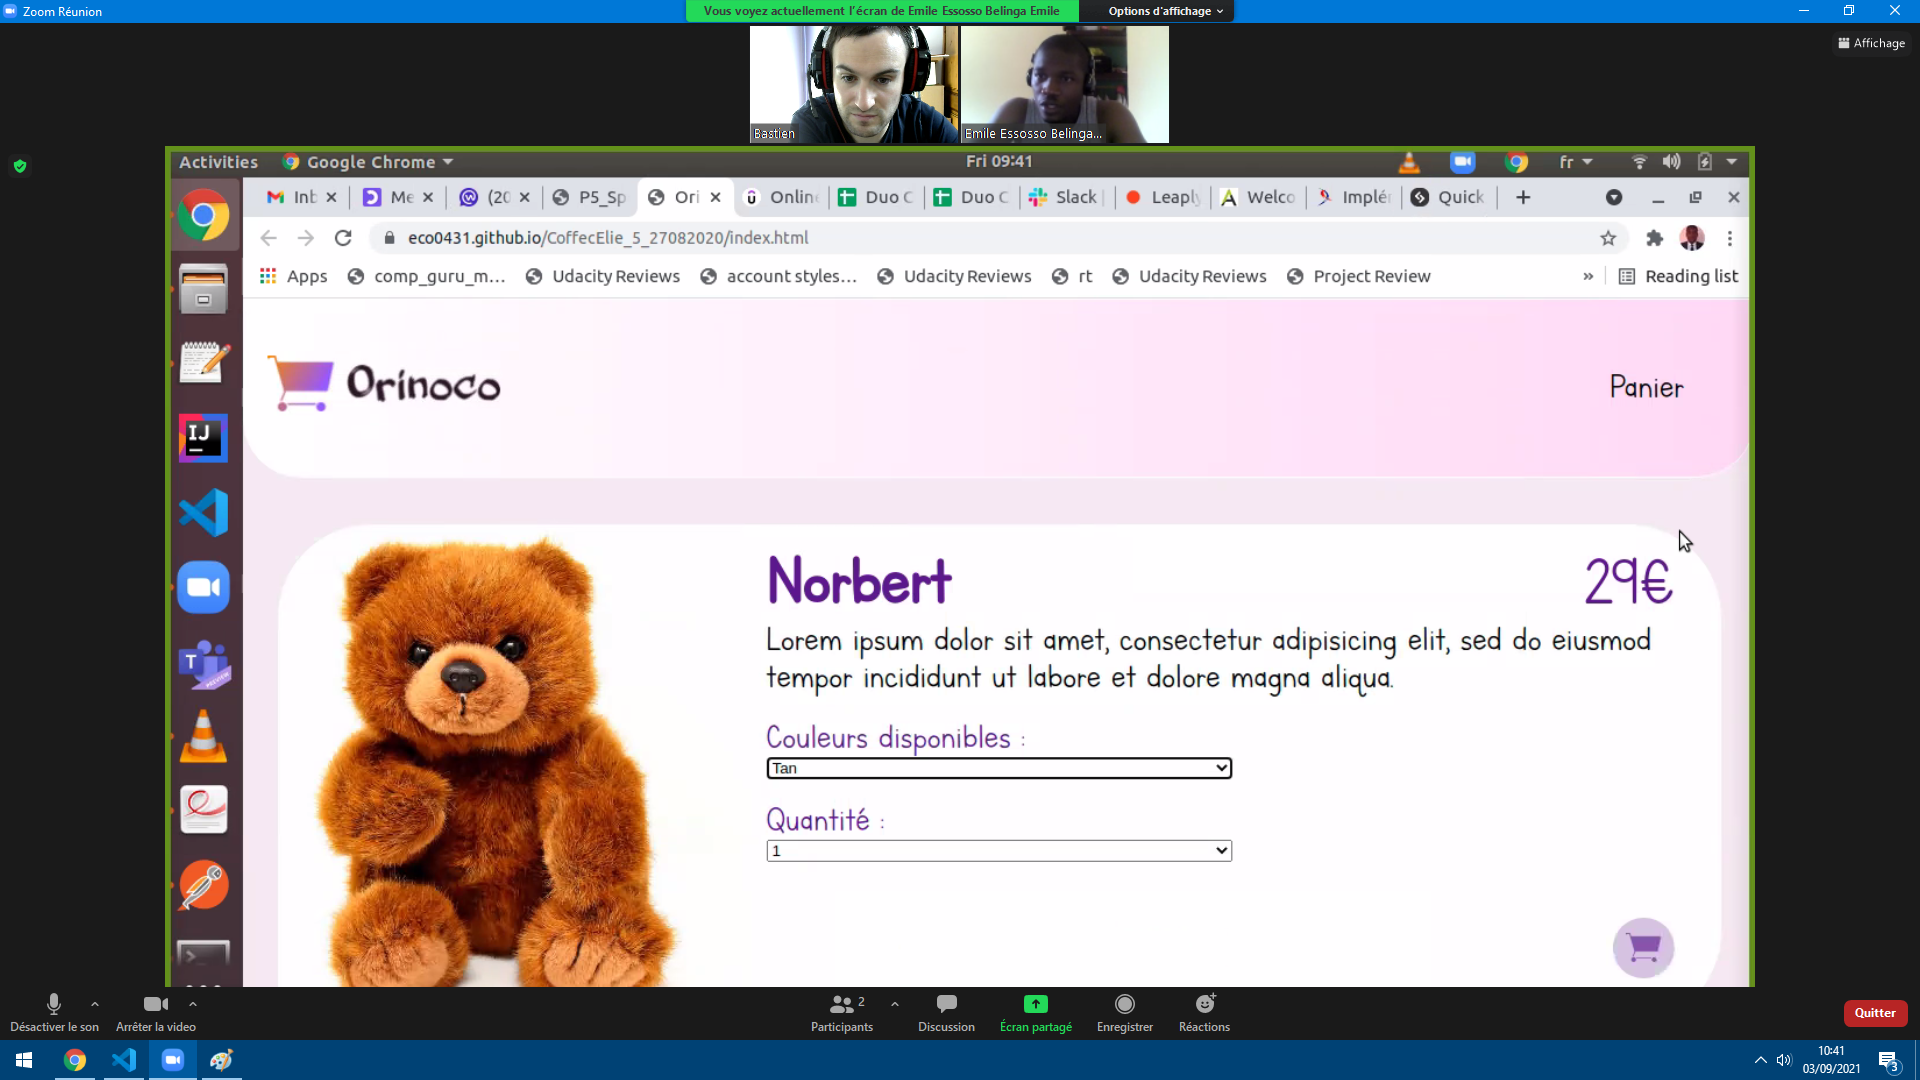 Zoom Réunion
Vous voyez actuellement l'écran de Emile Essosso Belinga Emile
Options d'affichage
Affichage
Bastien
Emile Essosso Belinga...
Activities
Google Chrome
Fri 09:41
fr
Inb
Me
(20
P5_Sp
Ori
Online
Duo C
Duo C
Slack
Leaply
Welco
Implér
Quick
eco0431.github.io/CoffecElie_5_27082020/index.html
Apps
comp_guru_m...
Udacity Reviews
account styles...
Udacity Reviews
rt
Udacity Reviews
Project Review
»
Reading list
Orinoco
Panier
IJ
Norbert
29€
Lorem ipsum dolor sit amet, consectetur adipisicing elit, sed do eiusmod
tempor incididunt ut labore et dolore magna aliqua.
Couleurs disponibles :
Tan
Quantité :
1
T
Désactiver le son
Arrêter la video
2
Participants
Discussion
Écran partagé
Enregistrer
Réactions
Quitter
10:41
03/09/2021
3